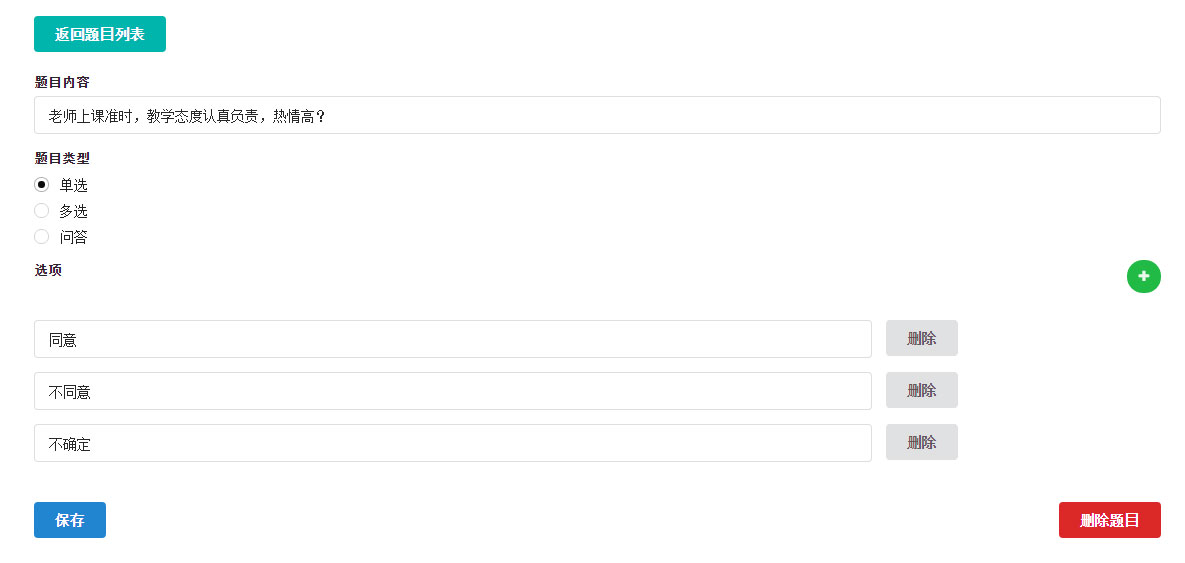 返回题目列表
题目内容
老师上课准时，教学态度认真负责，热情高？
题目类型
单选
多选
问答
选项
同意
删除
不同意
删除
不确定
删除
保存
删除题目